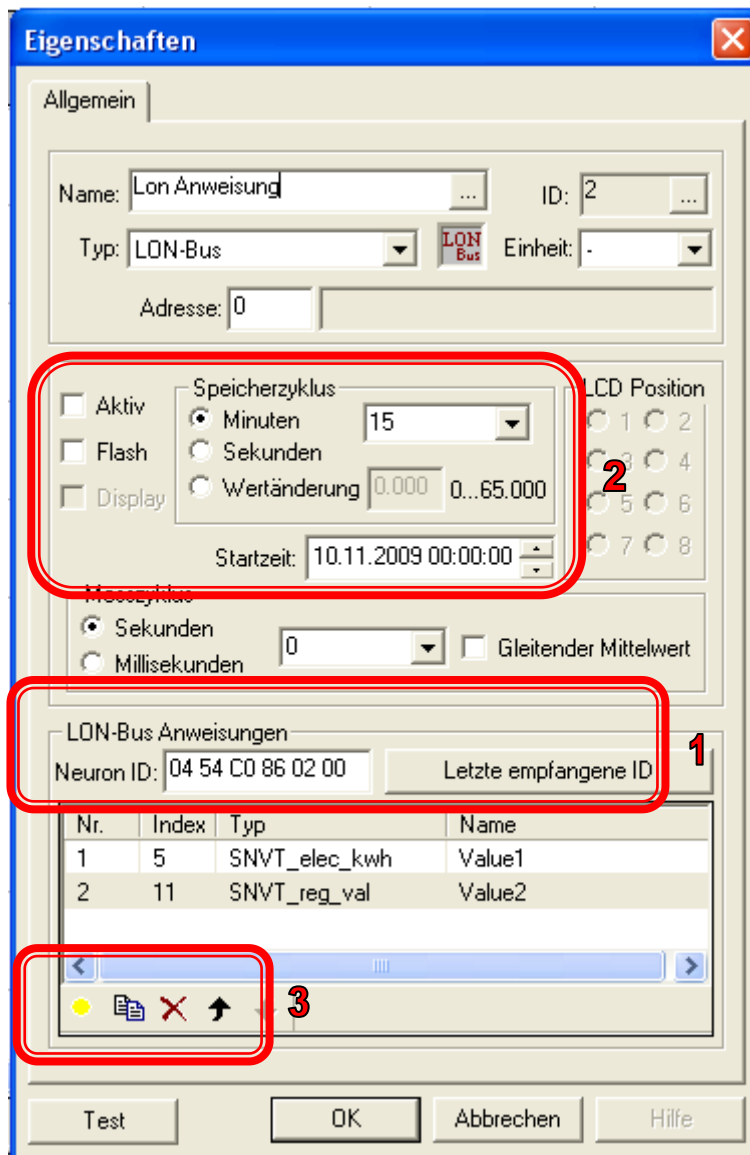 Eigenschaften
Allgemein
Name: Lon Anweisung ... ID: 2 ...
Typ: LON-Bus LON Bus Einheit: -
Adresse: 0
Speicherzyklus LCD Position
Aktiv Minuten 15 1 2
Flash Sekunden 3 4
Display Wertänderung 0.000 0...65.000 5 6
2
Startzeit: 10.11.2009 00:00:00 7 8
Messzyklus
Sekunden
0 Gleitender Mittelwert
Millisekunden
LON-Bus Anweisungen
1
Neuron ID: 04 54 C0 86 02 00 Letzte empfangene ID
Nr. Index Typ Name
1 5 SNVT_elec_kwh Value1
2 11 SNVT_reg_val Value2
3
Test OK Abbrechen Hilfe